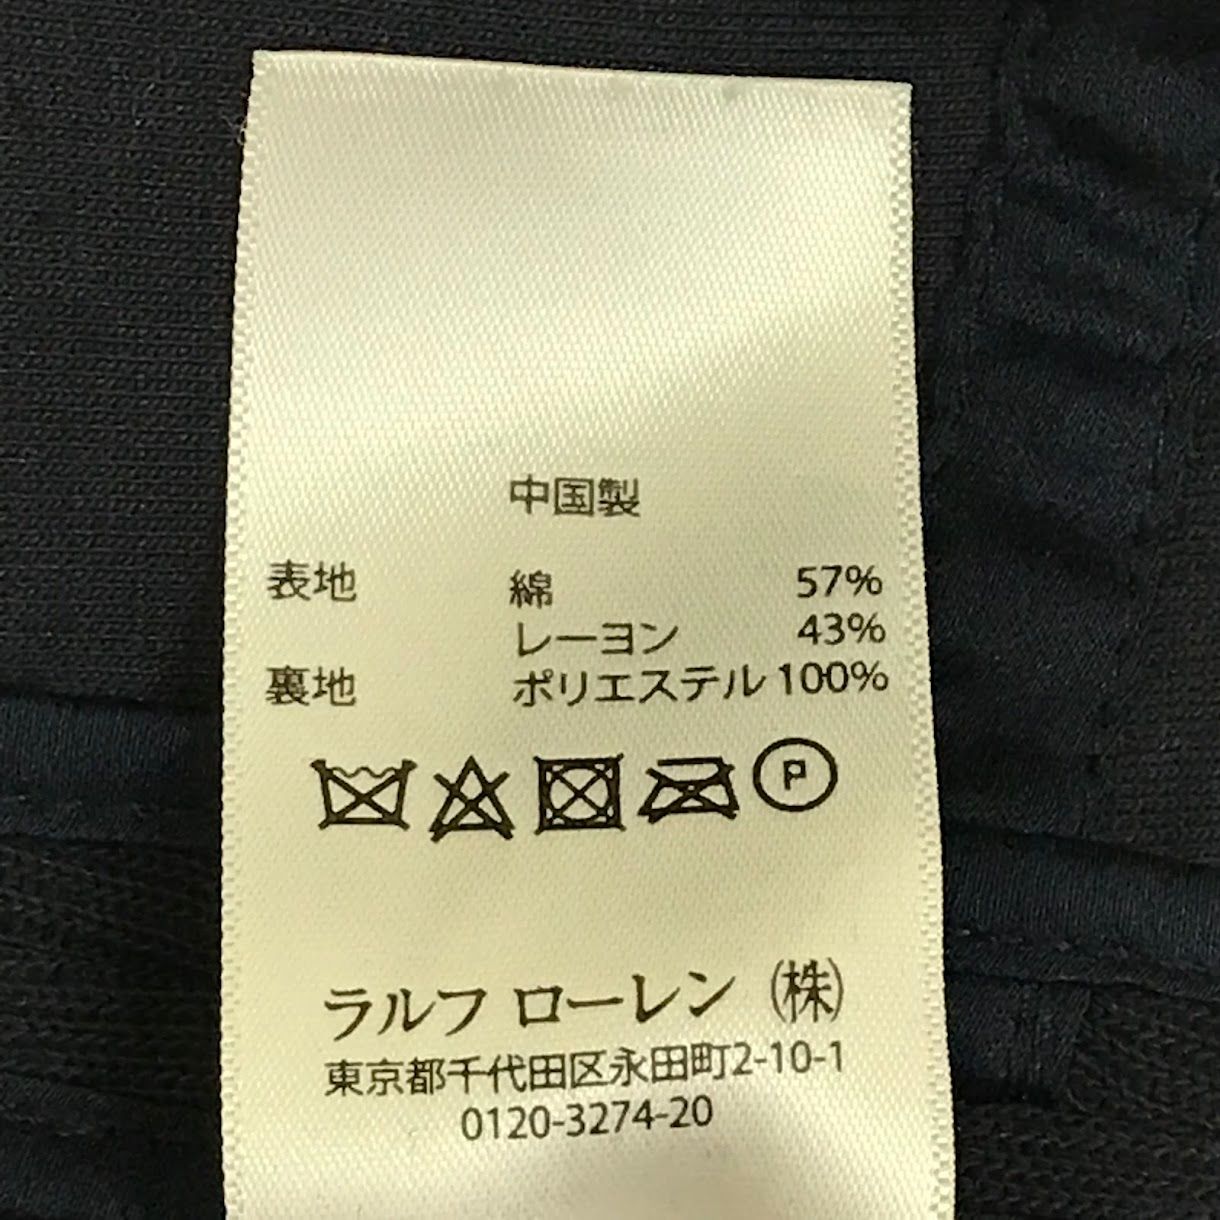 中国製
表地 綿 57%
レーヨン 43%
裏地 ポリエステル 100%
P
ラルフ ローレン (株)
東京都千代田区永田町2-10-1
0120-3274-20